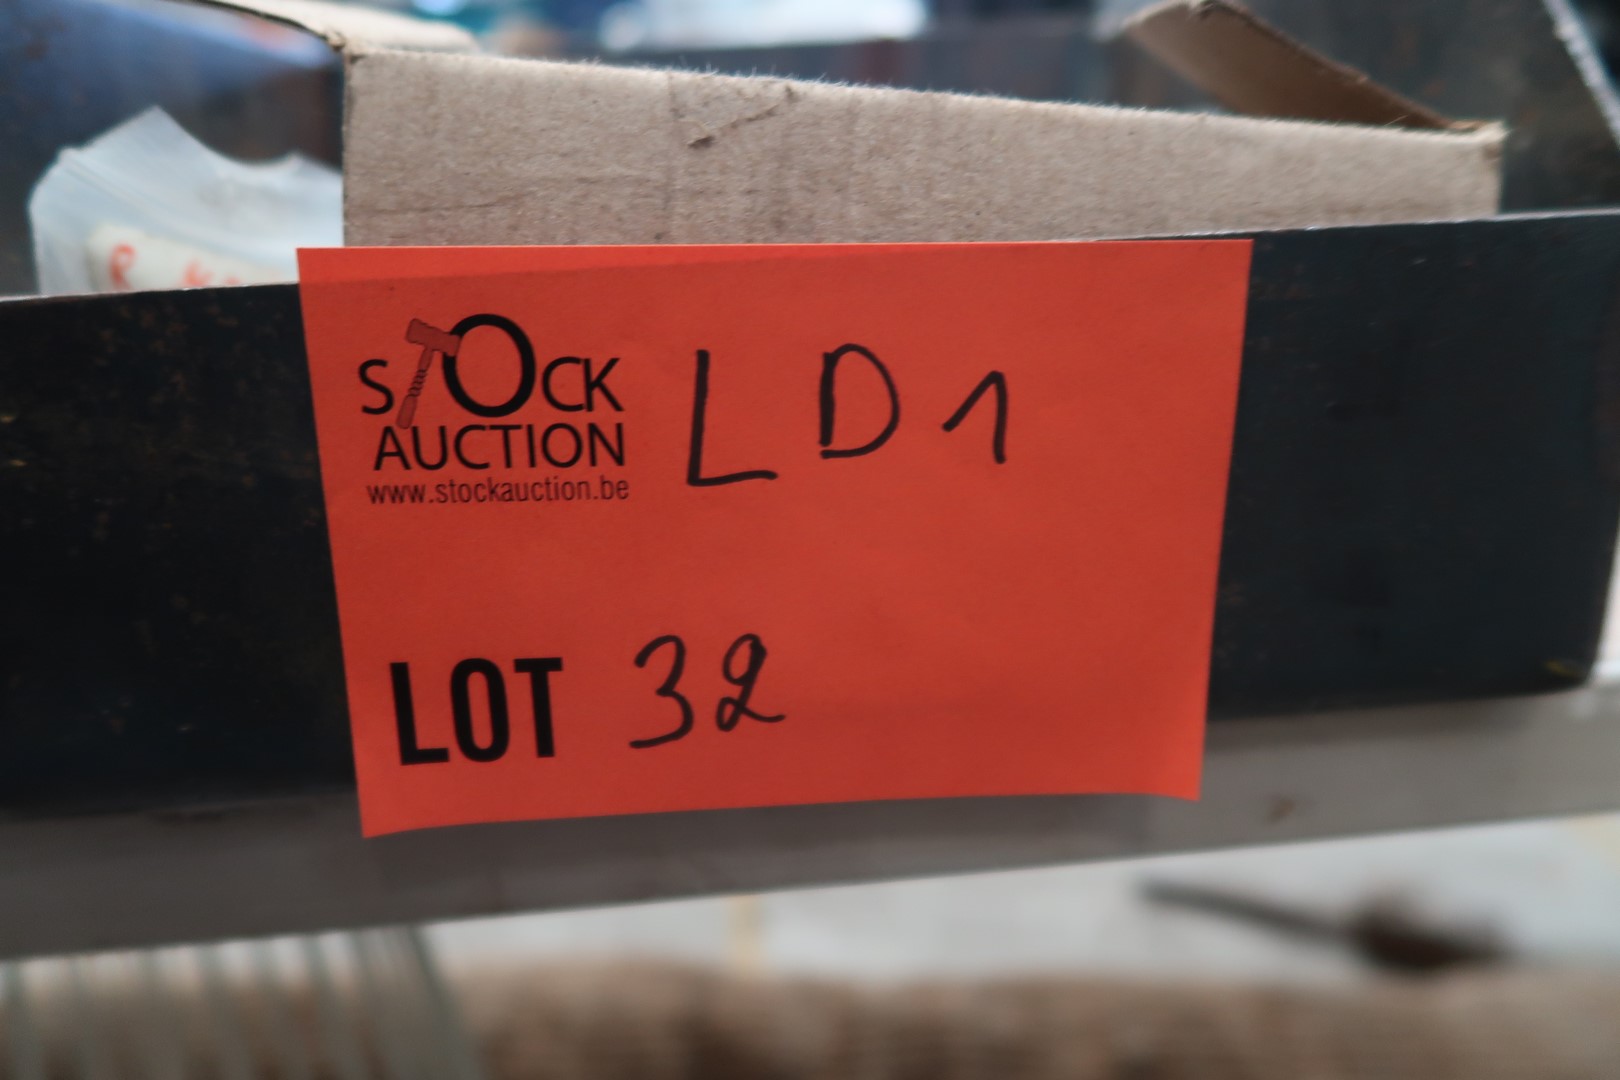 STOCK LD1
AUCTION
www.stockauction.be
LOT 32